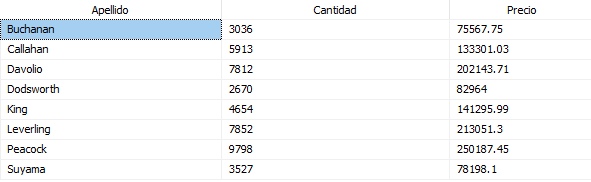 Apellido Cantidad Precio
Buchanan 3036 75567.75
Callahan 5913 133301.03
Davolio 7812 202143.71
Dodsworth 2670 82964
King 4654 141295.99
Leverling 7852 213051.3
Peacock 9798 250187.45
Suyama 3527 78198.1